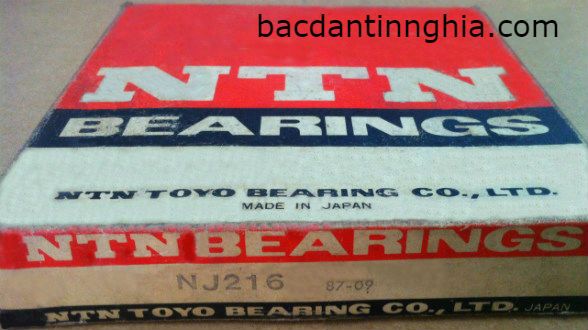 bacdantinnghia.com
NTN
BEARINGS
NTN TOYO BEARING CO., LTD.
MADE IN JAPAN
NTN BEARINGS
NJ216 87-09
NTN TOYO BEARING CO., LTD. JAPAN